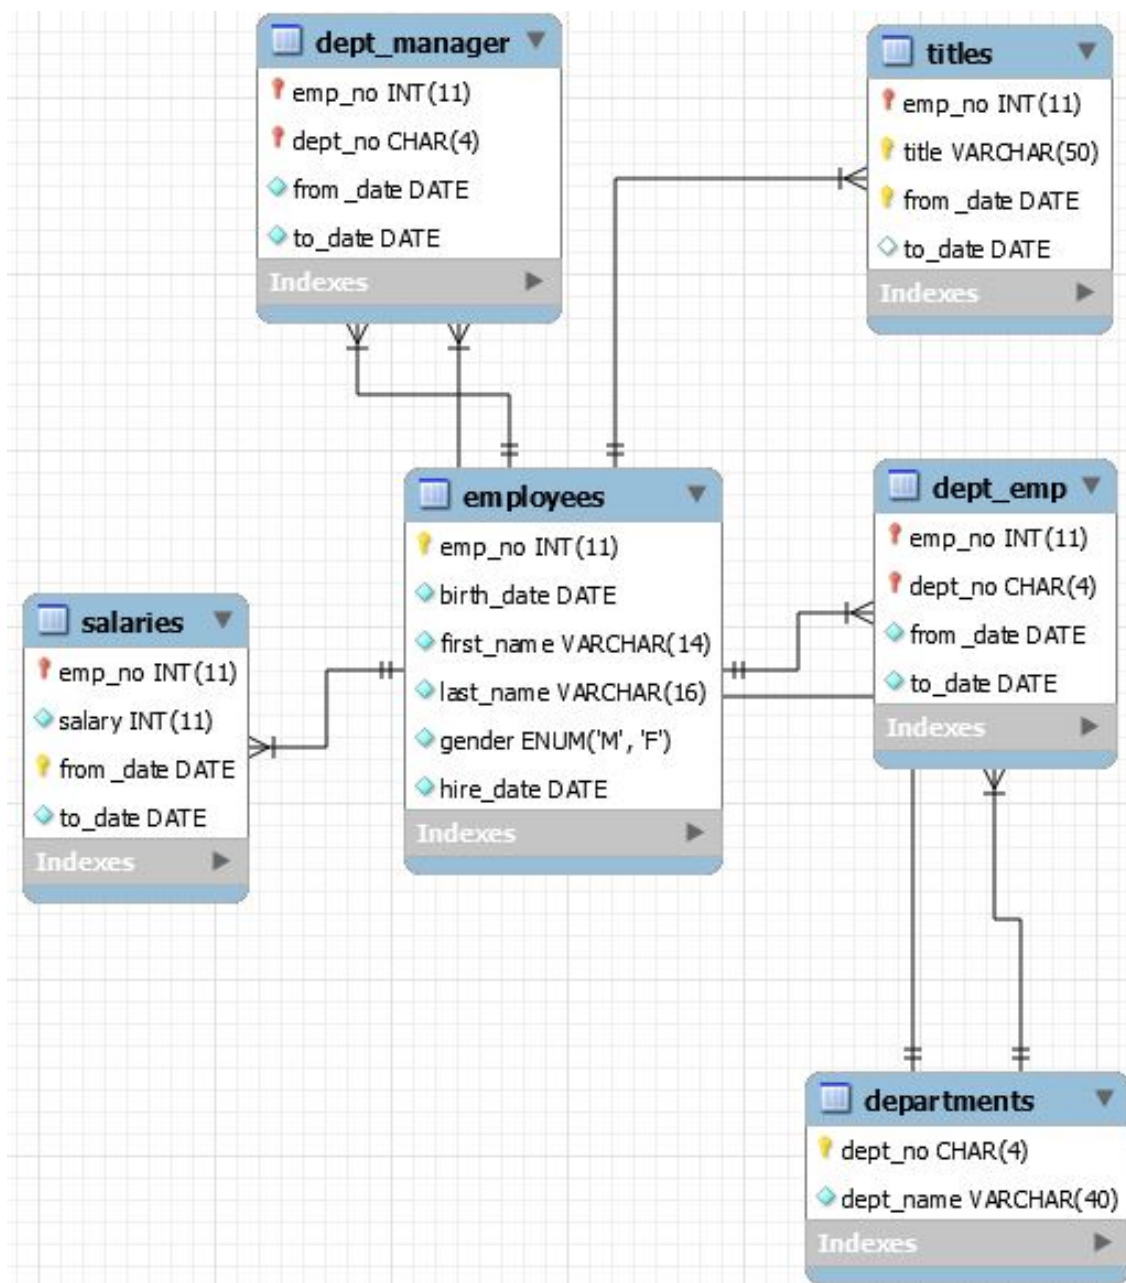 dept_manager
emp_no INT(11)
dept_no CHAR(4)
from_date DATE
to_date DATE
Indexes
titles
emp_no INT(11)
title VARCHAR(50)
from_date DATE
to_date DATE
Indexes
employees
emp_no INT(11)
birth_date DATE
first_name VARCHAR(14)
last_name VARCHAR(16)
gender ENUM('M', 'F')
hire_date DATE
Indexes
dept_emp
emp_no INT(11)
dept_no CHAR(4)
from_date DATE
to_date DATE
Indexes
salaries
emp_no INT(11)
salary INT(11)
from_date DATE
to_date DATE
Indexes
departments
dept_no CHAR(4)
dept_name VARCHAR(40)
Indexes